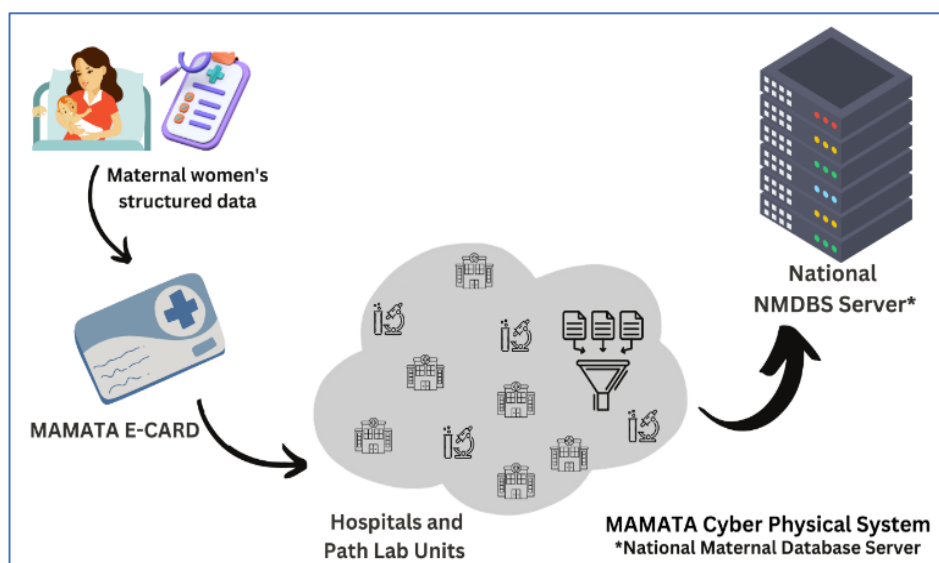 Maternal women's
structured data
MAMATA E-CARD
Hospitals and
Path Lab Units
National
NMDBS Server*
MAMATA Cyber Physical System
*National Maternal Database Server